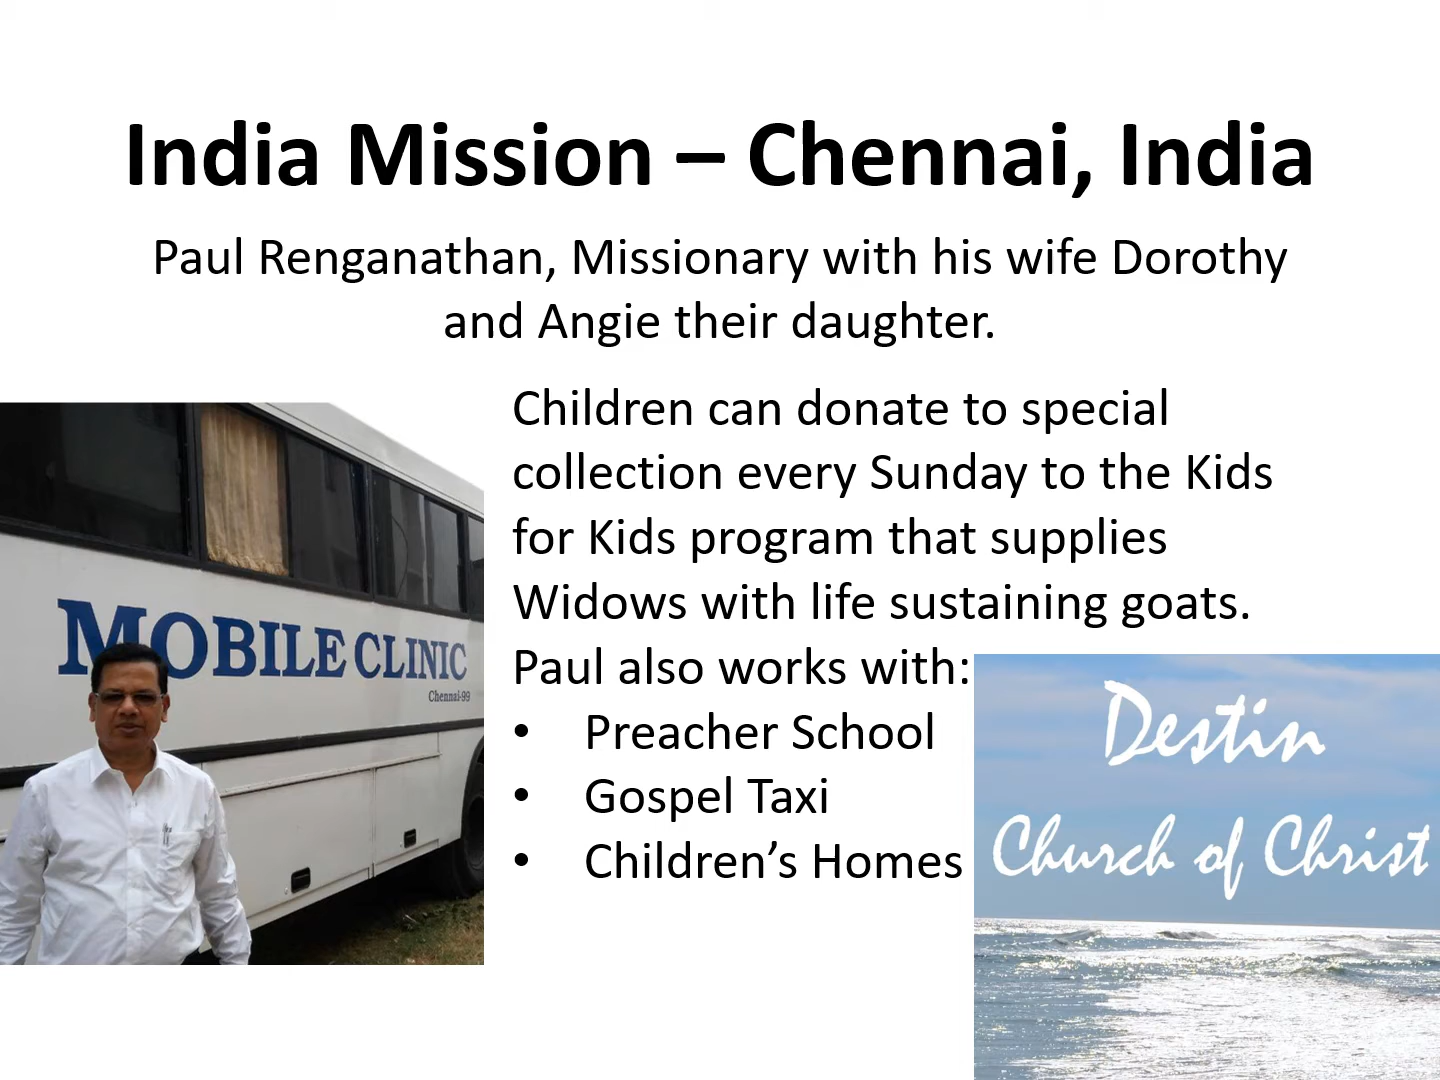 India Mission – Chennai, India
Paul Renganathan, Missionary with his wife Dorothy
and Angie their daughter.
Children can donate to special
collection every Sunday to the Kids
for Kids program that supplies
Widows with life sustaining goats.
Paul also works with:
• Preacher School
• Gospel Taxi
• Children’s Homes
MOBILE CLINIC
Chennai-99
Destin
Church of Christ